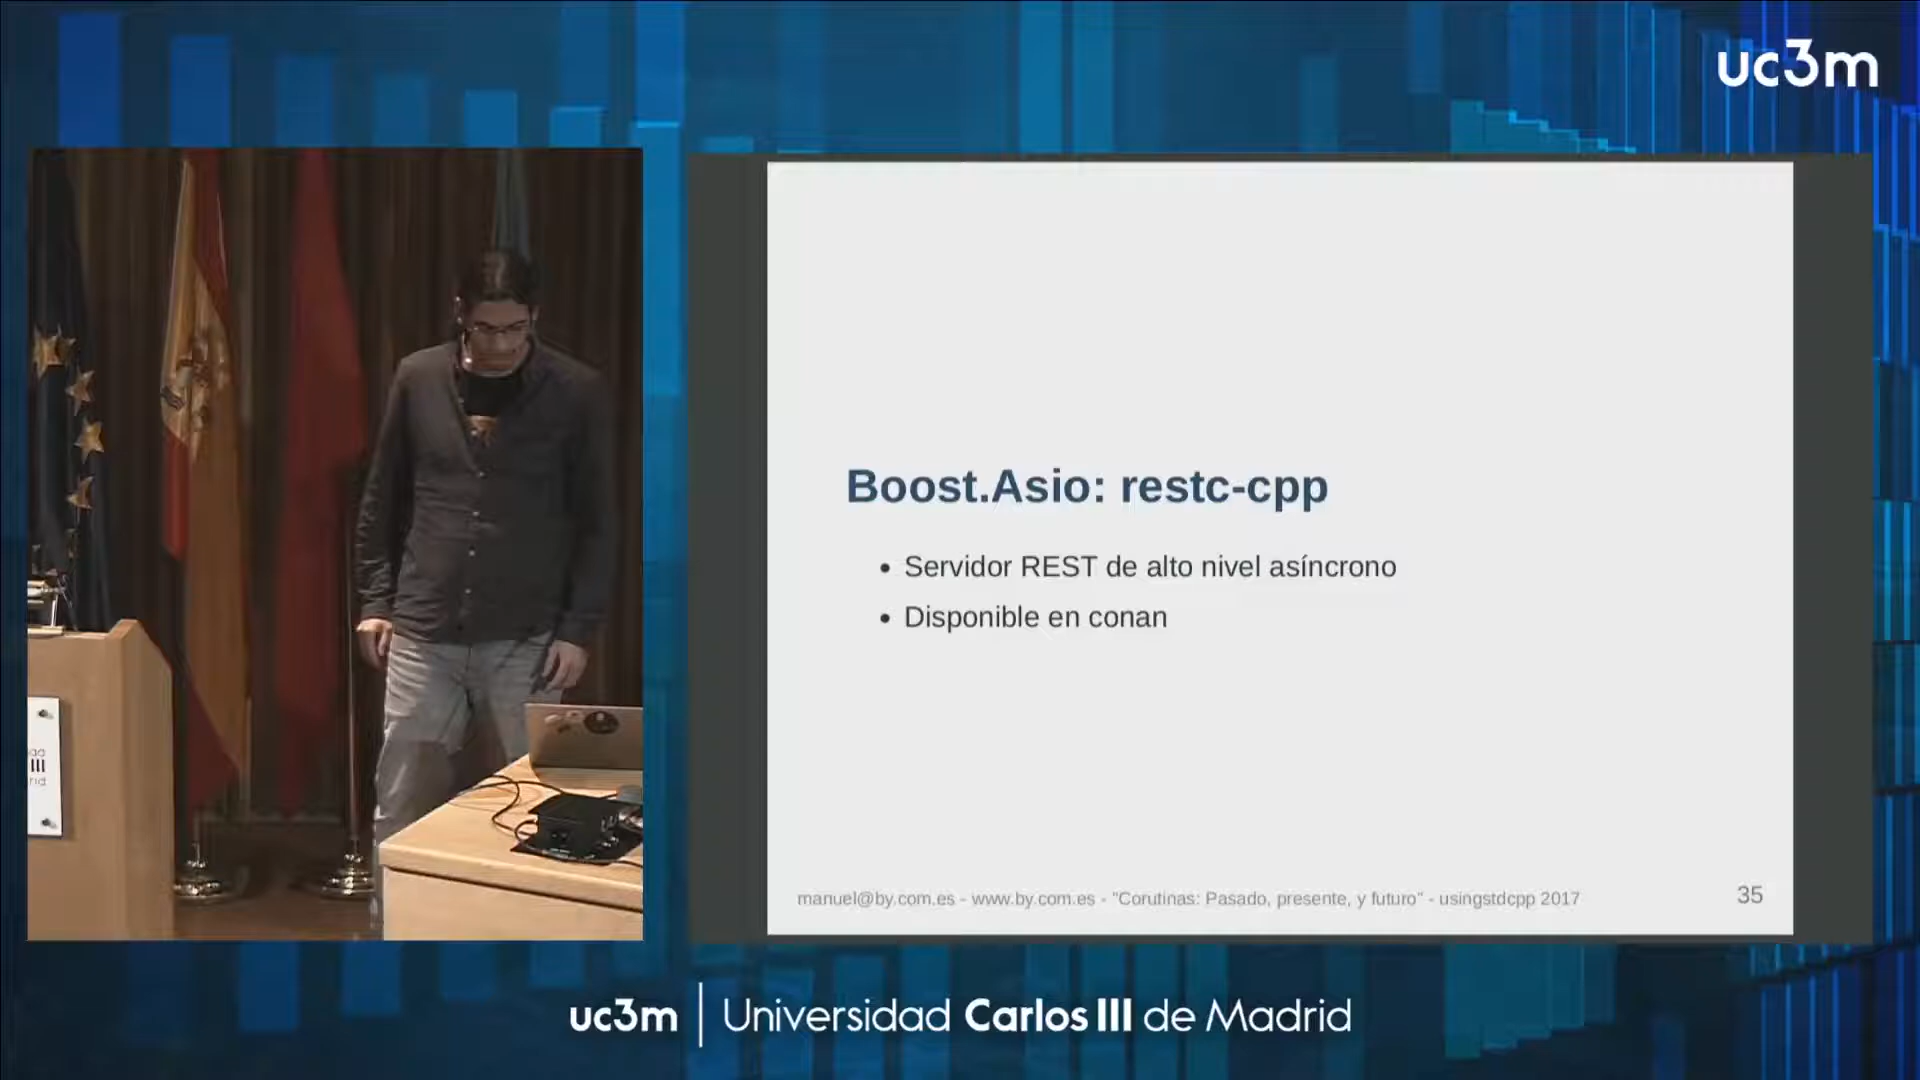 uc3m
Boost.Asio: restc-cpp
• Servidor REST de alto nivel asíncrono
• Disponible en conan
manuel@by.com.es - www.by.com.es - "Corutinas: Pasado, presente, y futuro" - usingstdcpp 2017
35
III
uc3m | Universidad Carlos III de Madrid